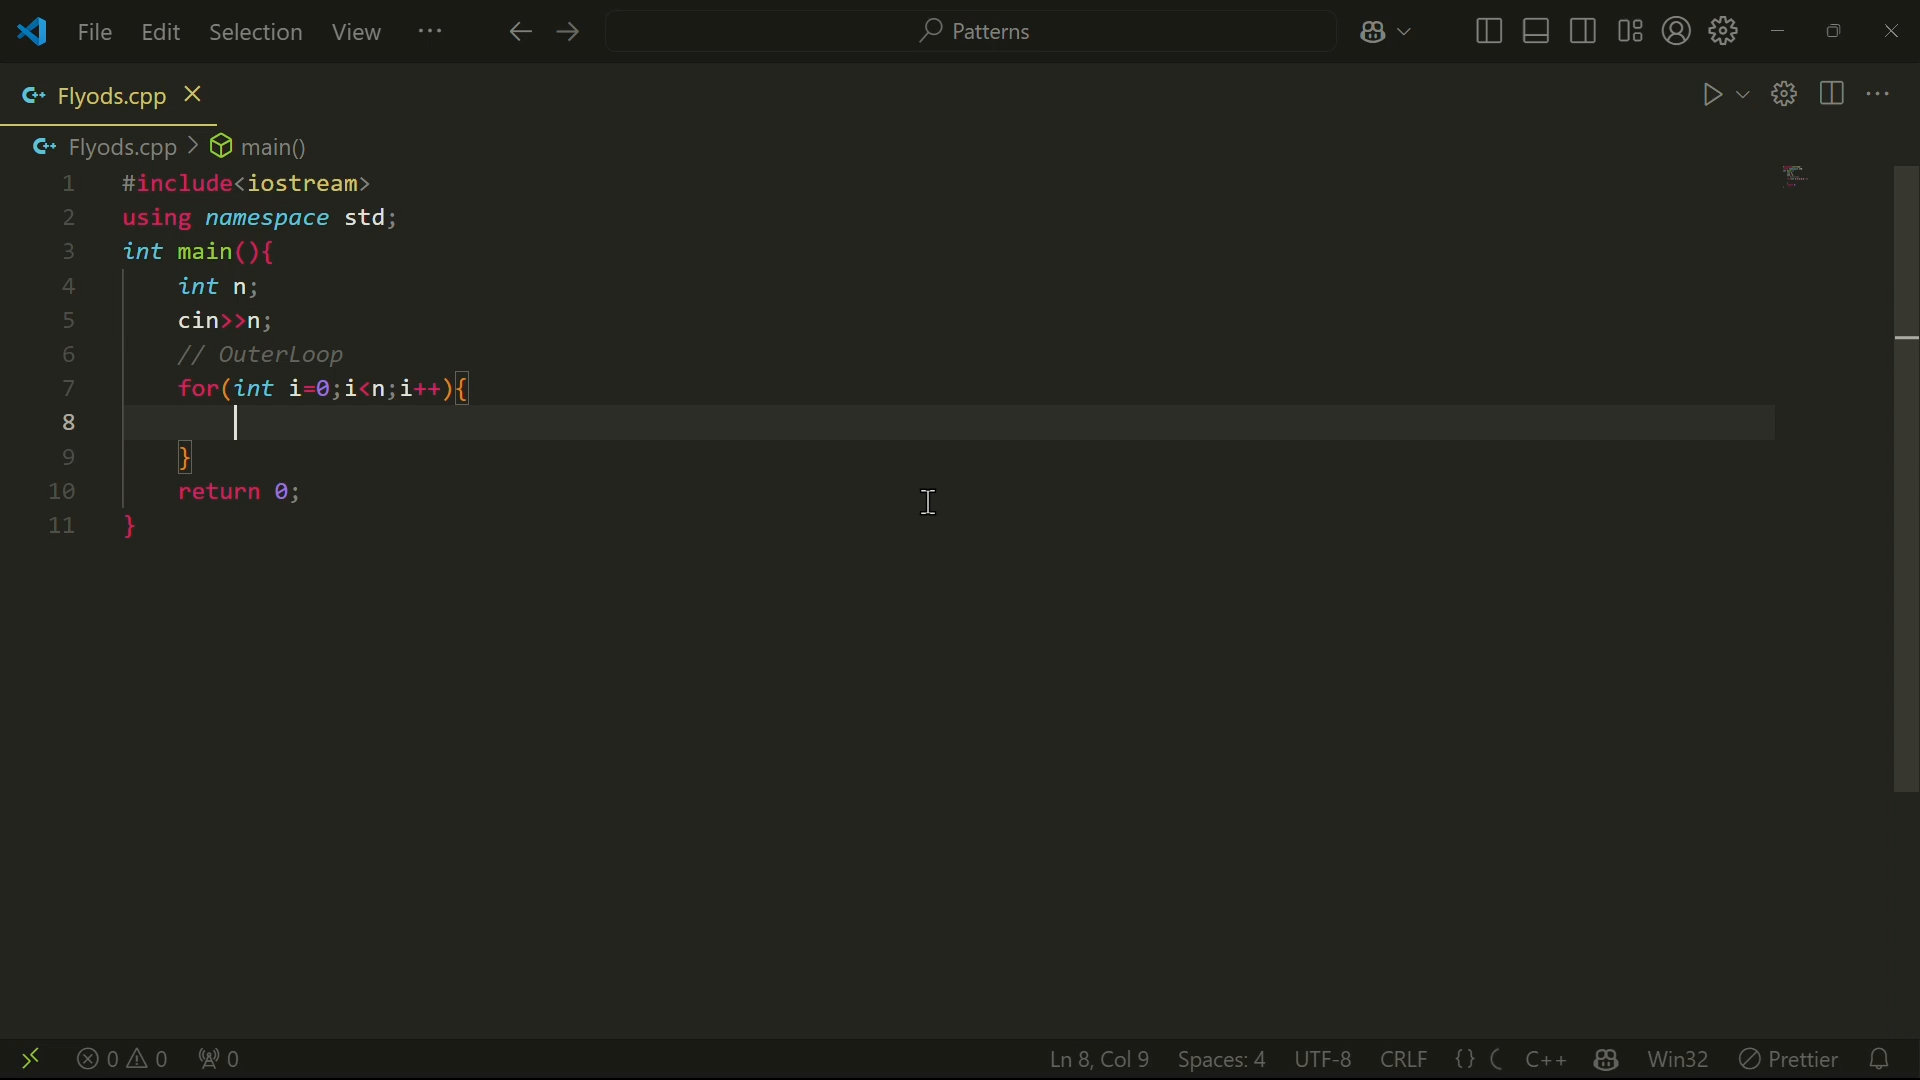 File Edit Selection View ··· Patterns
Flyods.cpp
Flyods.cpp > main()
1 #include<iostream>
2 using namespace std;
3 int main(){
4 int n;
5 cin>>n;
6 // OuterLoop
7 for(int i=0;i<n;i++){
8
9 }
10 return 0;
11 }
0 0 0 Ln 8, Col 9 Spaces: 4 UTF-8 CRLF {} C++ Win32 Prettier